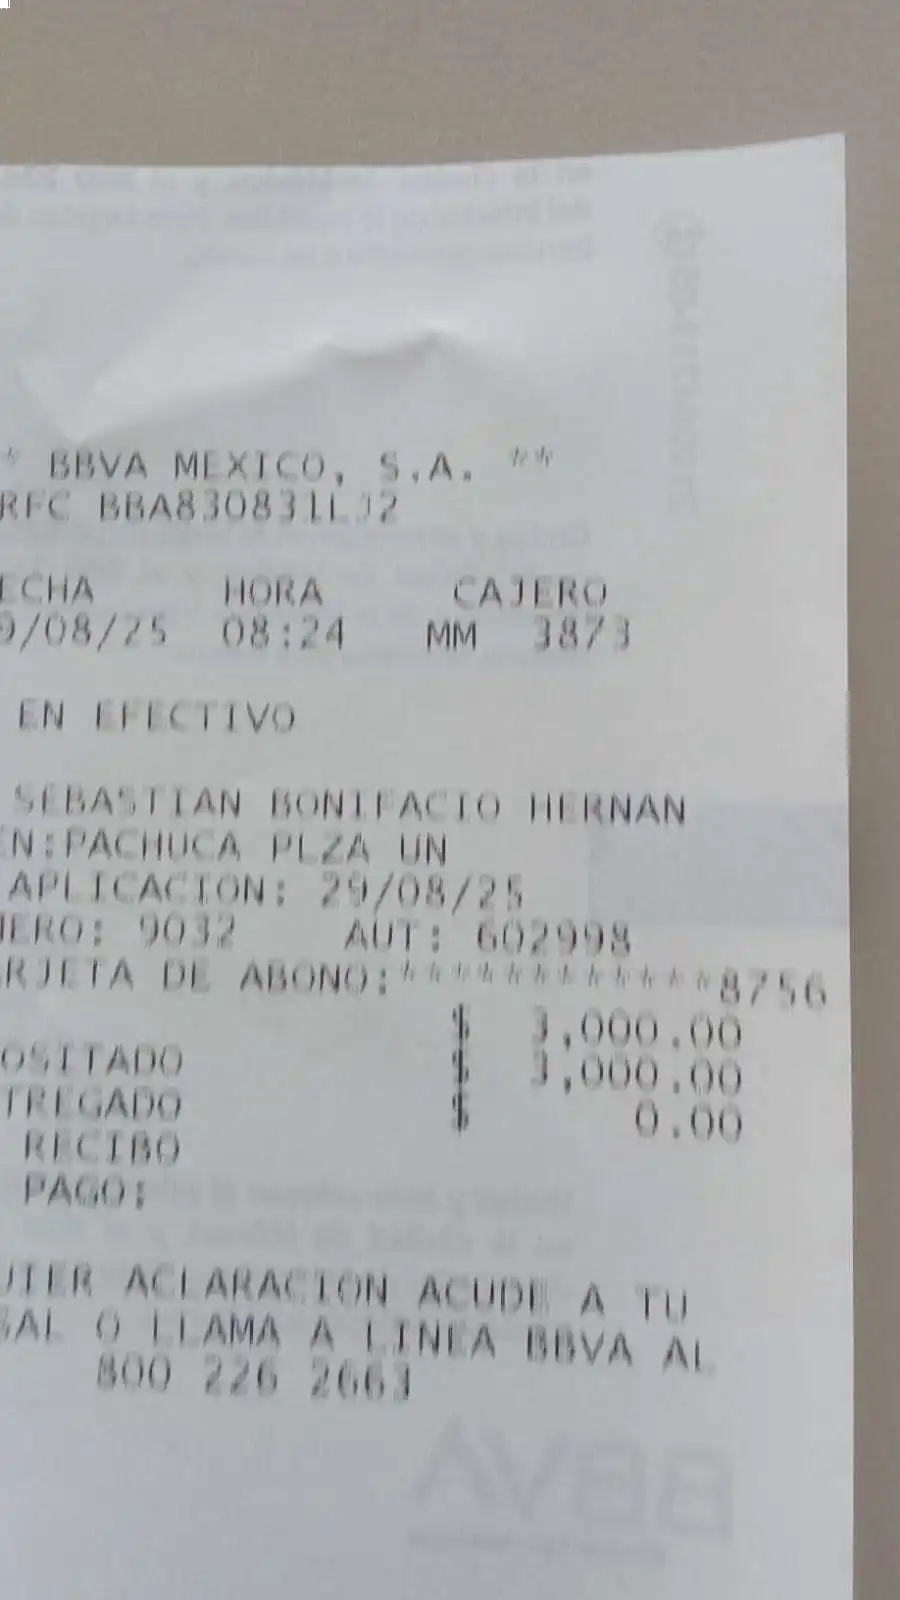 * BBVA MEXICO, S.A. **
RFC BBA830831LJ2
ECHA HORA CAJERO
9/08/25 08:24 MM 3873
EN EFECTIVO
SEBASTIAN BONIFACIO HERNAN
EN:PACHUCA PLZA UN
APLICACION: 29/08/25
JERO: 9032 AUT: 602998
RJETA DE ABONO:************8756
$ 3,000.00
OSITADO $ 3,000.00
TREGADO $ 0.00
RECIBO
PAGO:
UIER ACLARACION ACUDE A TU
SAL O LLAMA A LINEA BBVA AL
800 226 2663
BBVA